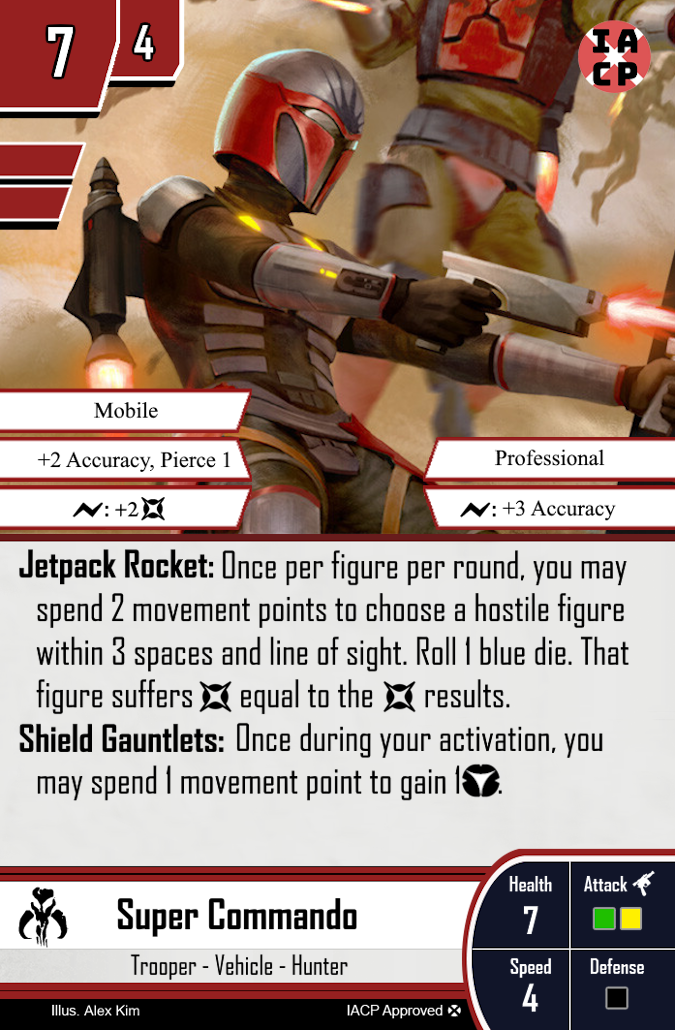 7
4
IA
CP
Mobile
+2 Accuracy, Pierce 1
: +2
Professional
: +3 Accuracy
Jetpack Rocket: Once per figure per round, you may
spend 2 movement points to choose a hostile figure
within 3 spaces and line of sight. Roll 1 blue die. That
figure suffers equal to the results.
Shield Gauntlets: Once during your activation, you
may spend 1 movement point to gain 1.
Super Commando
Trooper - Vehicle - Hunter
Health
7
Attack
Speed
4
Defense
Illus. Alex Kim
IACP Approved